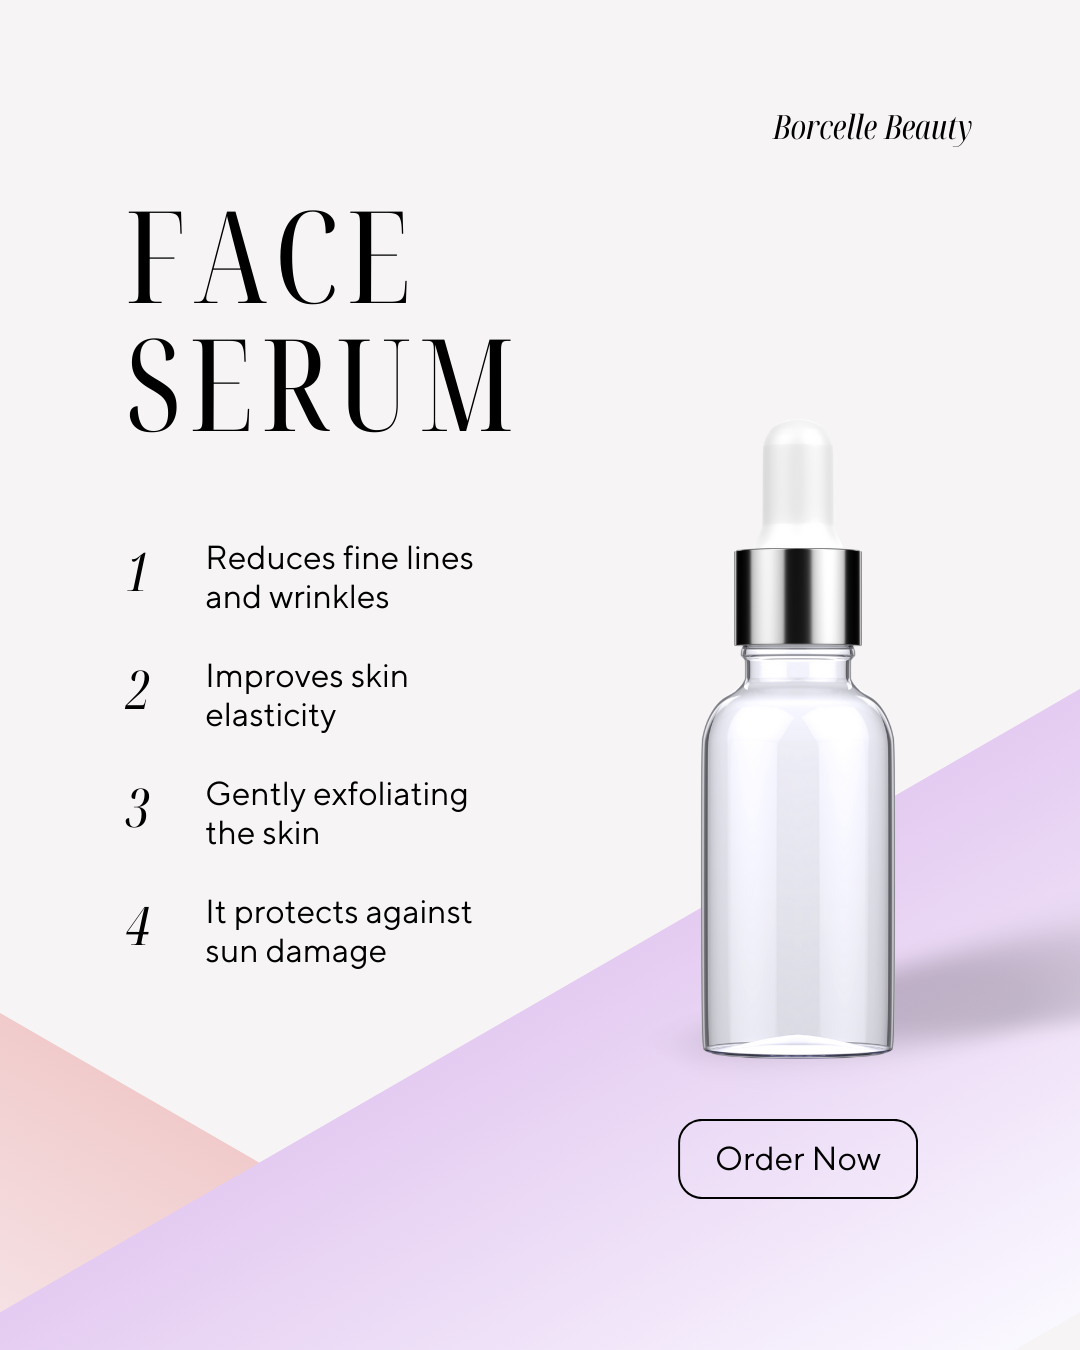 Borcelle Beauty
FACE
SERUM
1
Reduces fine lines
and wrinkles
2
Improves skin
elasticity
3
Gently exfoliating
the skin
4
It protects against
sun damage
Order Now